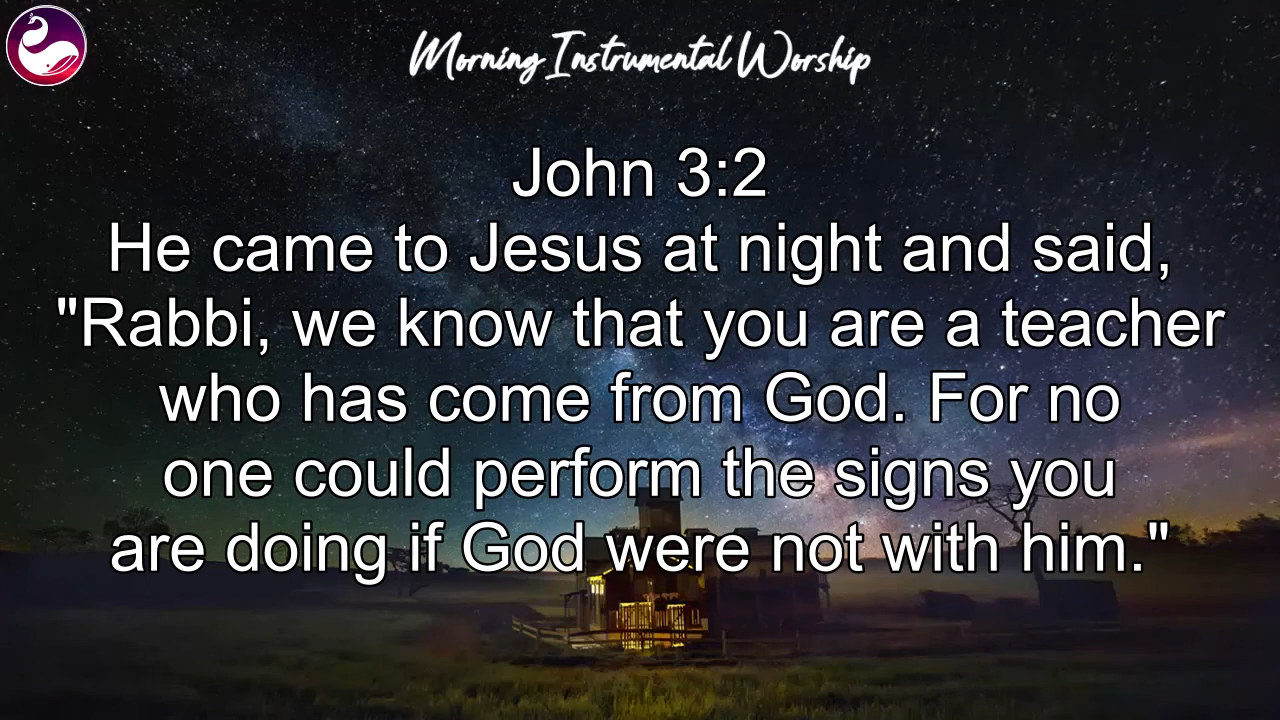 Morning Instrumental Worship
John 3:2
He came to Jesus at night and said,
"Rabbi, we know that you are a teacher
who has come from God. For no
one could perform the signs you
are doing if God were not with him."